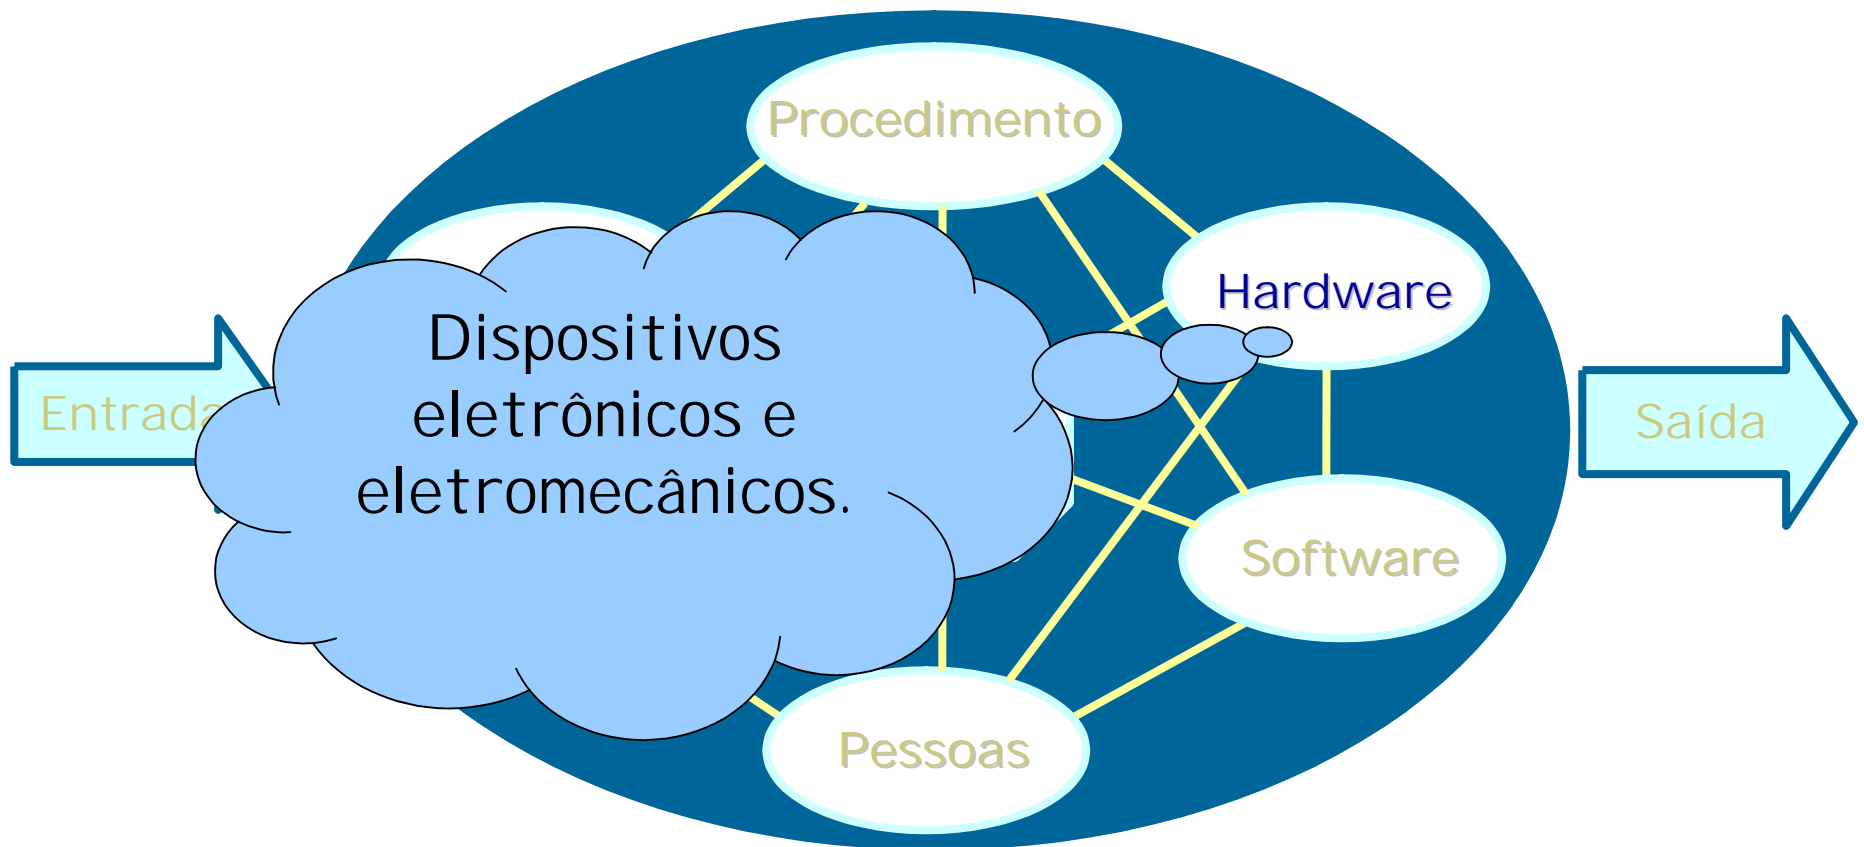 Procedimento
Hardware
Dispositivos
eletrônicos e
eletromecânicos.
Entrada
Saída
Software
Pessoas